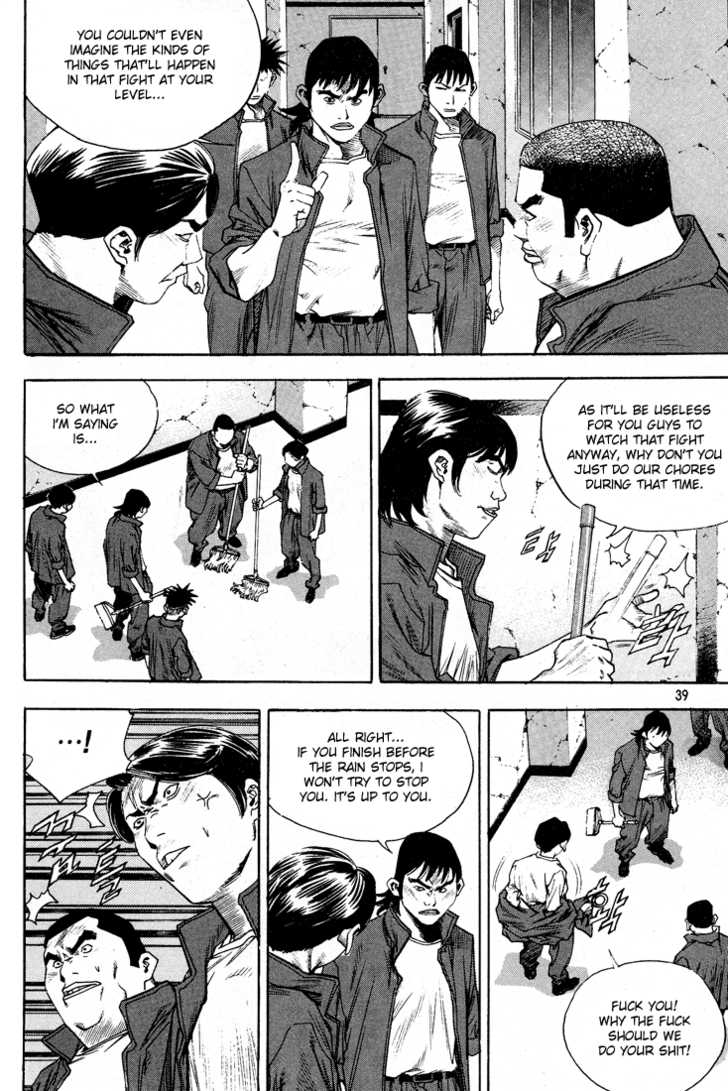 YOU COULDN'T EVEN
IMAGINE THE KINDS OF
THINGS THAT'LL HAPPEN
IN THAT FIGHT AT YOUR
LEVEL...
SO WHAT
I'M SAYING
IS...
AS IT'LL BE USELESS
FOR YOU GUYS TO
WATCH THAT FIGHT
ANYWAY, WHY DON'T YOU
JUST DO OUR CHORES
DURING THAT TIME.
탁
탁
39
...!
ALL RIGHT...
IF YOU FINISH BEFORE
THE RAIN STOPS, I
WON'T TRY TO STOP
YOU. IT'S UP TO YOU.
FUCK YOU!
WHY THE FUCK
SHOULD WE
DO YOUR SHIT!